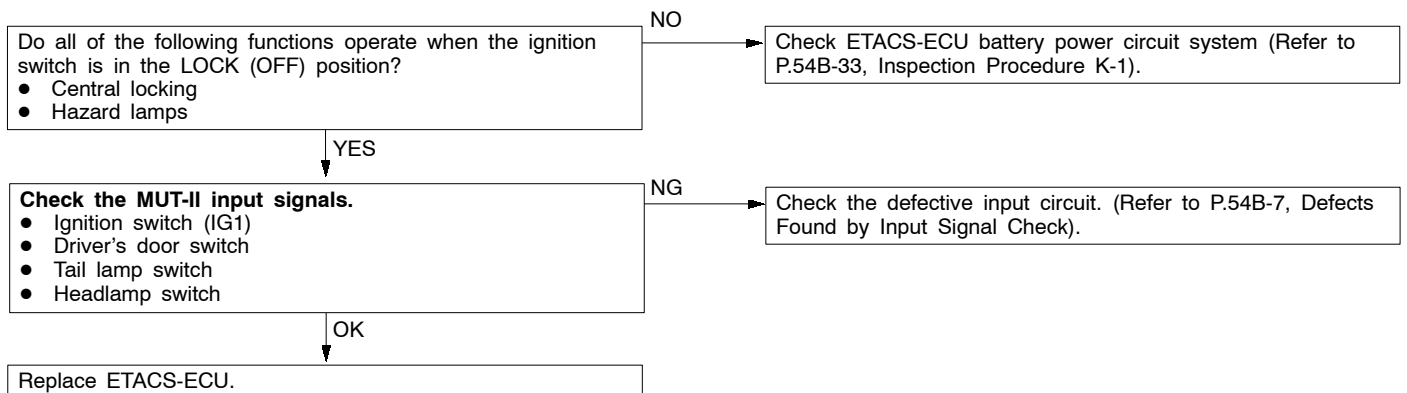 NO
Do all of the following functions operate when the ignition
switch is in the LOCK (OFF) position?
● Central locking
● Hazard lamps
Check ETACS-ECU battery power circuit system (Refer to
P.54B-33, Inspection Procedure K-1).
YES
Check the MUT-II input signals.
● Ignition switch (IG1)
● Driver's door switch
● Tail lamp switch
● Headlamp switch
NG
Check the defective input circuit. (Refer to P.54B-7, Defects
Found by Input Signal Check).
OK
Replace ETACS-ECU.